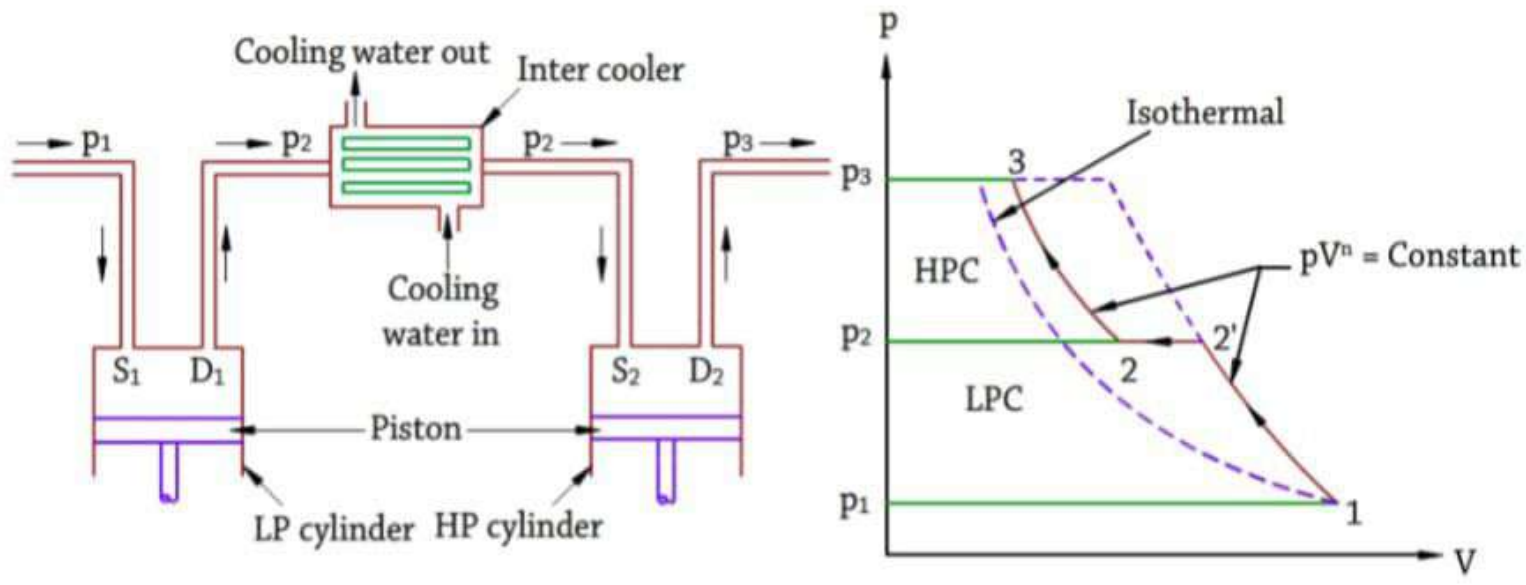 Cooling water out
Inter cooler
p₁
p₂
p₂
p₃
Cooling
water in
S₁
D₁
S₂
D₂
Piston
LP cylinder
HP cylinder
p
Isothermal
p₃
3
HPC
pVⁿ = Constant
p₂
2'
2
LPC
p₁
1
V